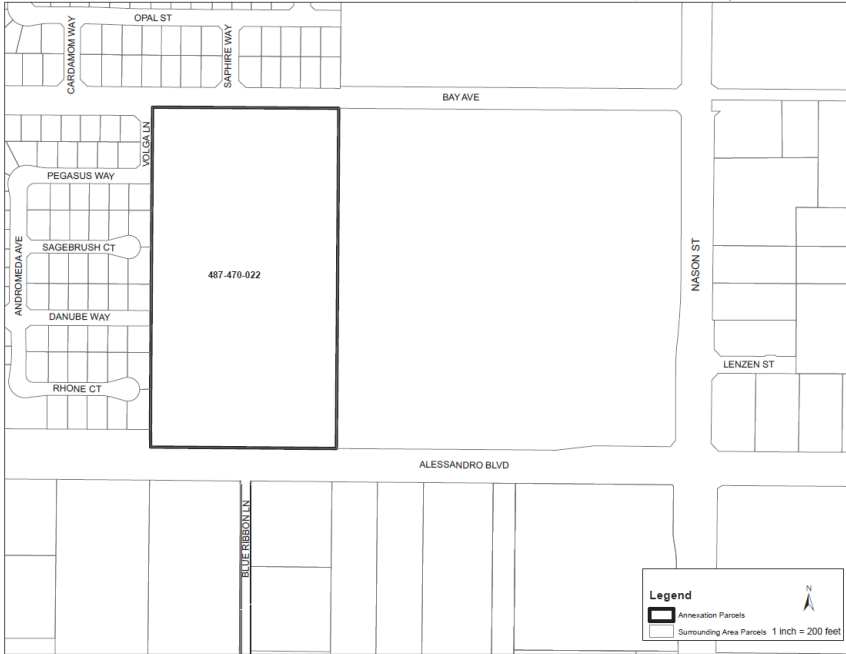 OPAL ST
CARDAMOM WAY
SAPHIRE WAY
BAY AVE
VOLGA LN
PEGASUS WAY
SAGEBRUSH CT
ANDROMEDA AVE
487-470-022
NASON ST
DANUBE WAY
LENZEN ST
RHONE CT
ALESSANDRO BLVD
BLUE RIBBON LN
Legend
N
Annexation Parcels
Surrounding Area Parcels 1 inch = 200 feet